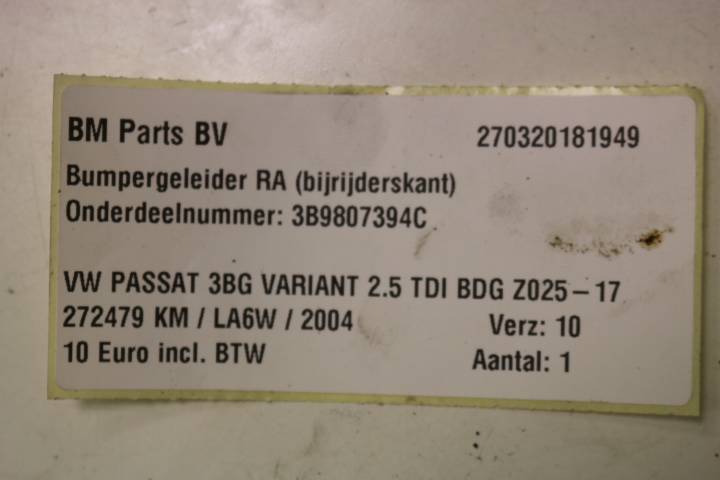 BM Parts BV 270320181949
Bumpergeleider RA (bijrijderskant)
Onderdeelnummer: 3B9807394C
VW PASSAT 3BG VARIANT 2.5 TDI BDG Z025-17
272479 KM / LA6W / 2004 Verz: 10
10 Euro incl. BTW Aantal: 1